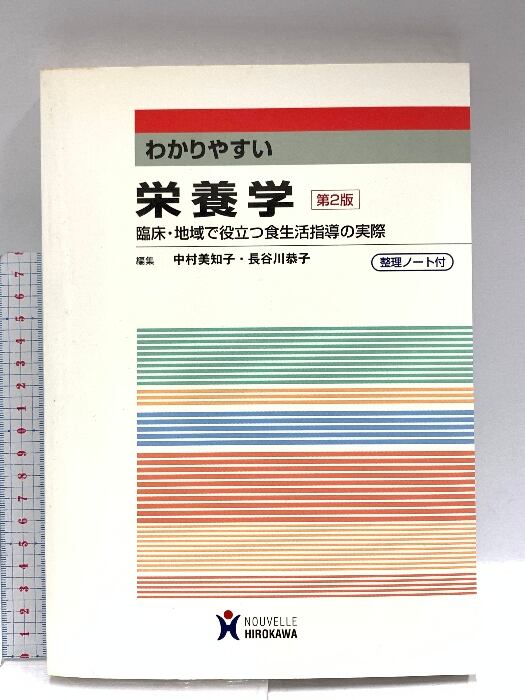 わかりやすい
栄養学 第2版
臨床・地域で役立つ食生活指導の実際
編集 中村美知子・長谷川恭子
整理ノート付
NOUVELLE
HIROKAWA